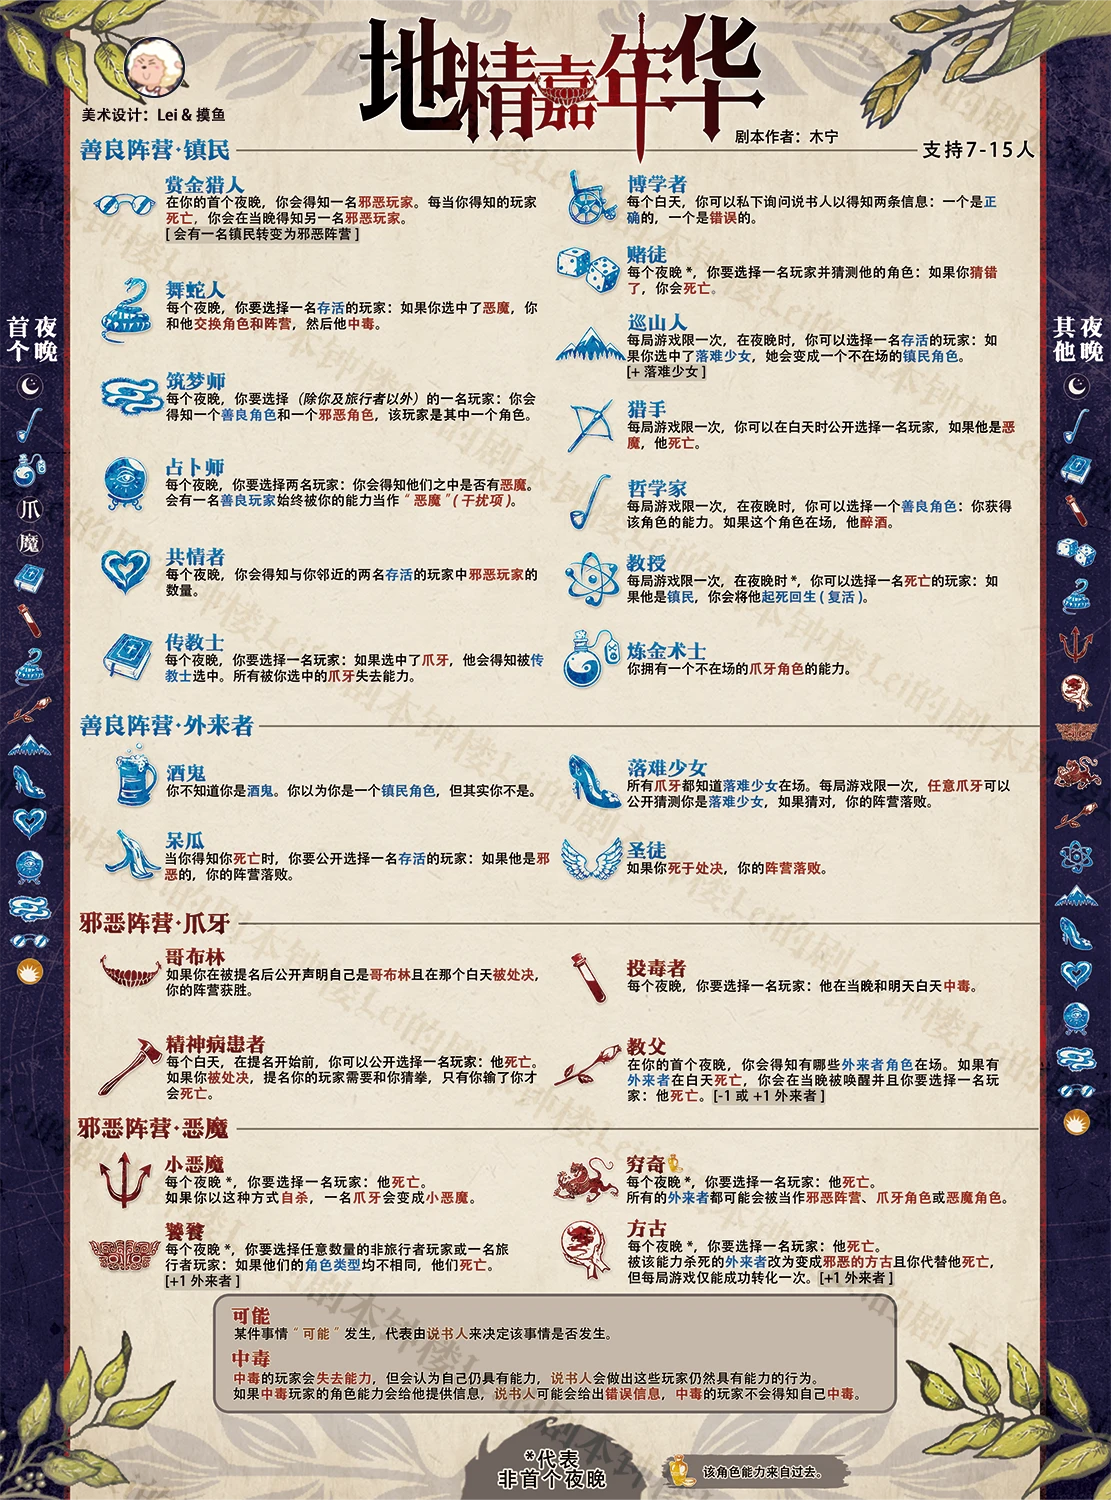 地精嘉年华
美术设计：Lei & 摸鱼
剧本作者：木宁
善良阵营·镇民
支持7-15人
赏金猎人
在你的首个夜晚，你会得知一名邪恶玩家。每当你得知的玩家
死亡，你会在当晚得知另一名邪恶玩家。
[ 会有一名镇民转变为邪恶阵营 ]
舞蛇人
每个夜晚，你要选择一名存活的玩家：如果你选中了恶魔，你
和他交换角色和阵营，然后他中毒。
筑梦师
每个夜晚，你要选择（除你及旅行者以外）的一名玩家：你会
得知一个善良角色和一个邪恶角色，该玩家是其中一个角色。
占卜师
每个夜晚，你要选择两名玩家：你会得知他们之中是否有恶魔。
会有一名善良玩家始终被你的能力当作“恶魔”( 干扰项 )。
共情者
每个夜晚，你会得知与你邻近的两名存活的玩家中邪恶玩家的
数量。
传教士
每个夜晚，你要选择一名玩家：如果选中了爪牙，他会得知被传
教士选中。所有被你选中的爪牙失去能力。
博学者
每个白天，你可以私下询问说书人以得知两条信息：一个是正
确的，一个是错误的。
赌徒
每个夜晚 *，你要选择一名玩家并猜测他的角色：如果你猜错
了，你会死亡。
巡山人
每局游戏限一次，在夜晚时，你可以选择一名存活的玩家：如
果你选中了落难少女，她会变成一个不在场的镇民角色。
[+ 落难少女 ]
猎手
每局游戏限一次，你可以在白天时公开选择一名玩家，如果他是恶
魔，他死亡。
哲学家
每局游戏限一次，在夜晚时，你可以选择一个善良角色：你获得
该角色的能力。如果这个角色在场，他醉酒。
教授
每局游戏限一次，在夜晚时 *，你可以选择一名死亡的玩家：如
果他是镇民，你会将他起死回生 ( 复活 )。
炼金术士
你拥有一个不在场的爪牙角色的能力。
善良阵营·外来者
酒鬼
你不知道你是酒鬼。你以为你是一个镇民角色，但其实你不是。
呆瓜
当你得知你死亡时，你要公开选择一名存活的玩家：如果他是邪
恶的，你的阵营落败。
落难少女
所有爪牙都知道落难少女在场。每局游戏限一次，任意爪牙可以
公开猜测你是落难少女，如果猜对，你的阵营落败。
圣徒
如果你死于处决，你的阵营落败。
邪恶阵营·爪牙
哥布林
如果你在被提名后公开声明自己是哥布林且在那个白天被处决，
你的阵营获胜。
精神病患者
每个白天，在提名开始前，你可以公开选择一名玩家：他死亡。
如果你被处决，提名你的玩家需要和你猜拳，只有你输了你才
会死亡。
投毒者
每个夜晚，你要选择一名玩家：他在当晚和明天白天中毒。
教父
在你的首个夜晚，你会得知有哪些外来者角色在场。如果有
外来者在白天死亡，你会在当晚被唤醒并且你要选择一名玩
家：他死亡。[-1 或 +1 外来者 ]
邪恶阵营·恶魔
小恶魔
每个夜晚 *，你要选择一名玩家：他死亡。
如果你以这种方式自杀，一名爪牙会变成小恶魔。
饕餮
每个夜晚 *，你要选择任意数量的非旅行者玩家或一名旅
行者玩家：如果他们的角色类型均不相同，他们死亡。
[+1 外来者 ]
穷奇
每个夜晚 *，你要选择一名玩家：他死亡。
所有的外来者都可能会被当作邪恶阵营、爪牙角色或恶魔角色。
方古
每个夜晚 *，你要选择一名玩家：他死亡。
被该能力杀死的外来者改为变成邪恶的方古且你代替他死亡，
但每局游戏仅能成功转化一次。[+1 外来者 ]
可能
某件事情“可能”发生，代表由说书人来决定该事情是否发生。
中毒
中毒的玩家会失去能力，但会认为自己仍具有能力，说书人会做出这些玩家仍然具有能力的行为。
如果中毒玩家的角色能力会给他提供信息，说书人可能会给出错误信息，中毒的玩家不会得知自己中毒。
*代表
非首个夜晚
该角色能力来自过去。
首个夜晚
爪
魔
其他夜晚